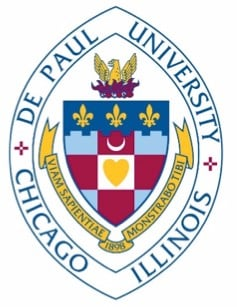 DE PAUL UNIVERSITY
CHICAGO ILLINOIS
VIAM SAPIENTIAE
1898
MONSTRABO TIBI